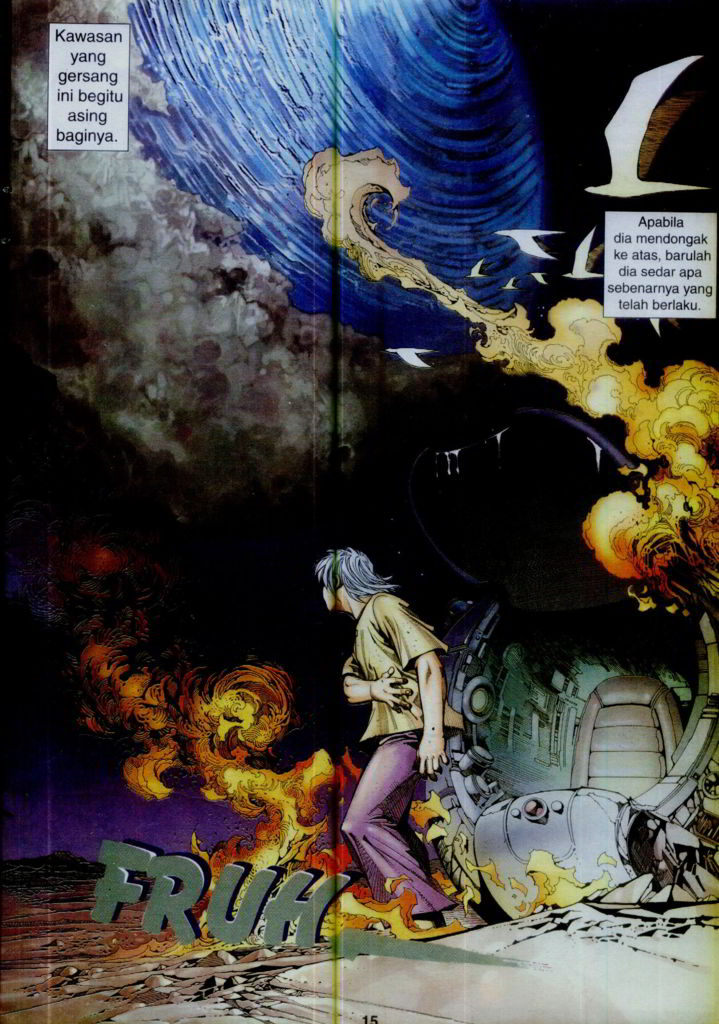 Kawasan
yang
gersang
ini begitu
asing
baginya.
Apabila
dia mendongak
ke atas, barulah
dia sedar apa
sebenarnya yang
telah berlaku.
FRUH
15